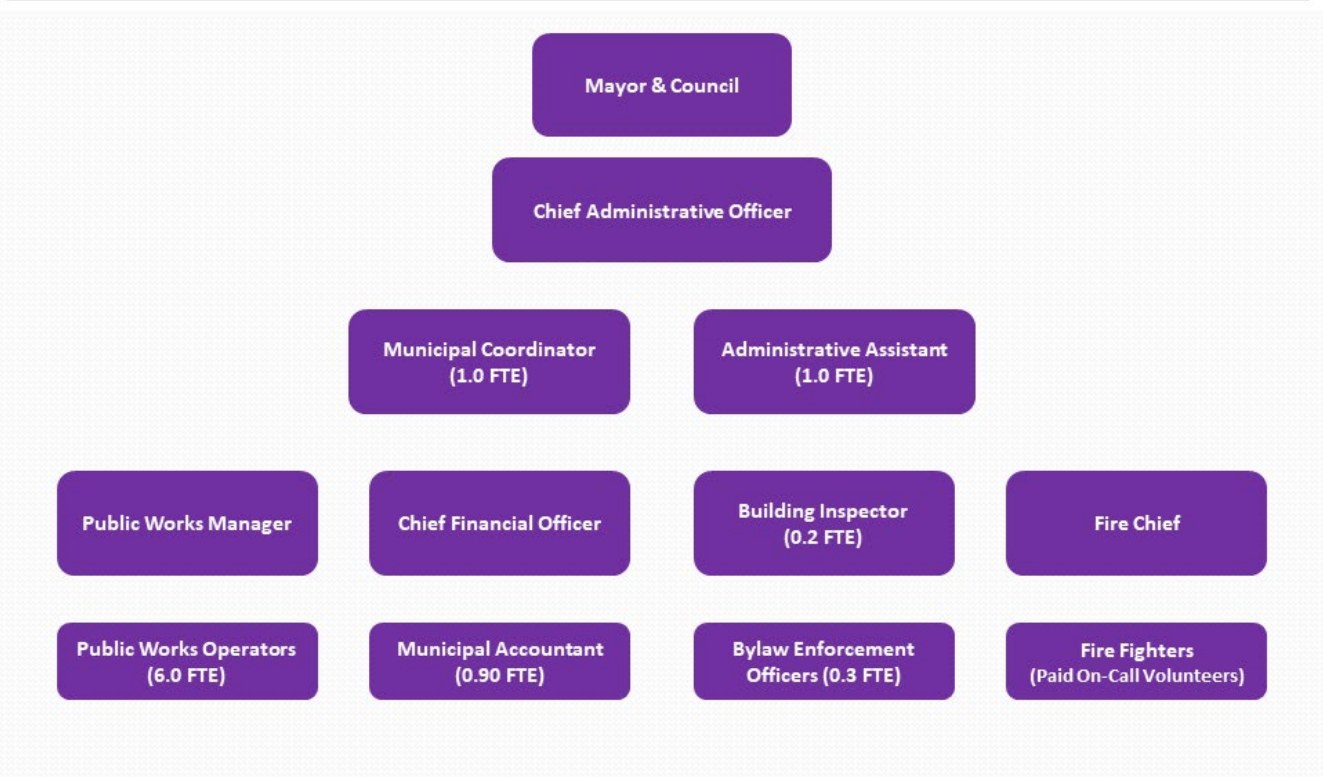 Mayor & Council
Chief Administrative Officer
Municipal Coordinator
(1.0 FTE)
Administrative Assistant
(1.0 FTE)
Public Works Manager
Chief Financial Officer
Building Inspector
(0.2 FTE)
Fire Chief
Public Works Operators
(6.0 FTE)
Municipal Accountant
(0.90 FTE)
Bylaw Enforcement
Officers (0.3 FTE)
Fire Fighters
(Paid On-Call Volunteers)